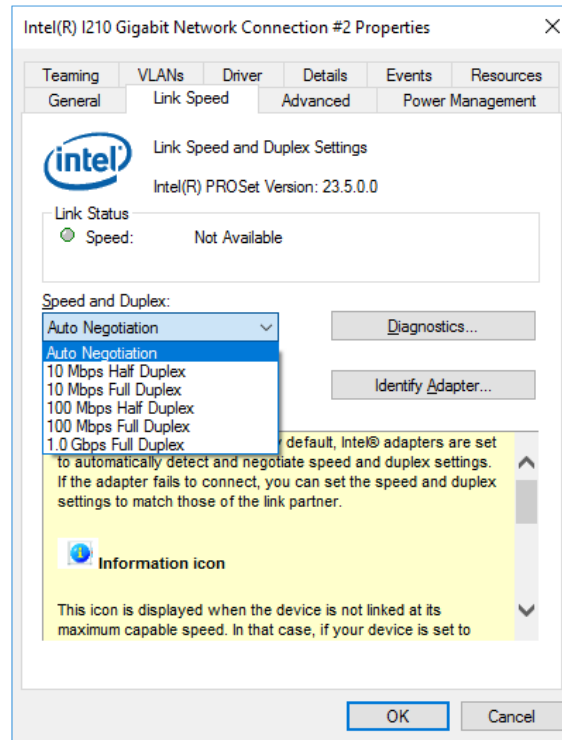 Intel(R) I210 Gigabit Network Connection #2 Properties
Teaming VLANs Driver Details Events Resources
General Link Speed Advanced Power Management
intel
Link Speed and Duplex Settings
Intel(R) PROSet Version: 23.5.0.0
Link Status
Speed: Not Available
Speed and Duplex:
Auto Negotiation
Diagnostics...
Auto Negotiation
10 Mbps Half Duplex
10 Mbps Full Duplex
100 Mbps Half Duplex
100 Mbps Full Duplex
1.0 Gbps Full Duplex
Identify Adapter...
default, Intel® adapters are set
to automatically detect and negotiate speed and duplex settings.
If the adapter fails to connect, you can set the speed and duplex
settings to match those of the link partner.
Information icon
This icon is displayed when the device is not linked at its
maximum capable speed. In that case, if your device is set to
OK Cancel